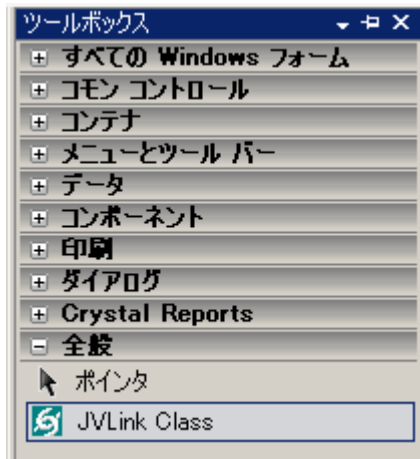 ツールボックス
すべての Windows フォーム
コモン コントロール
コンテナ
メニューとツール バー
データ
コンポーネント
印刷
ダイアログ
Crystal Reports
全般
ポインタ
JVLink Class